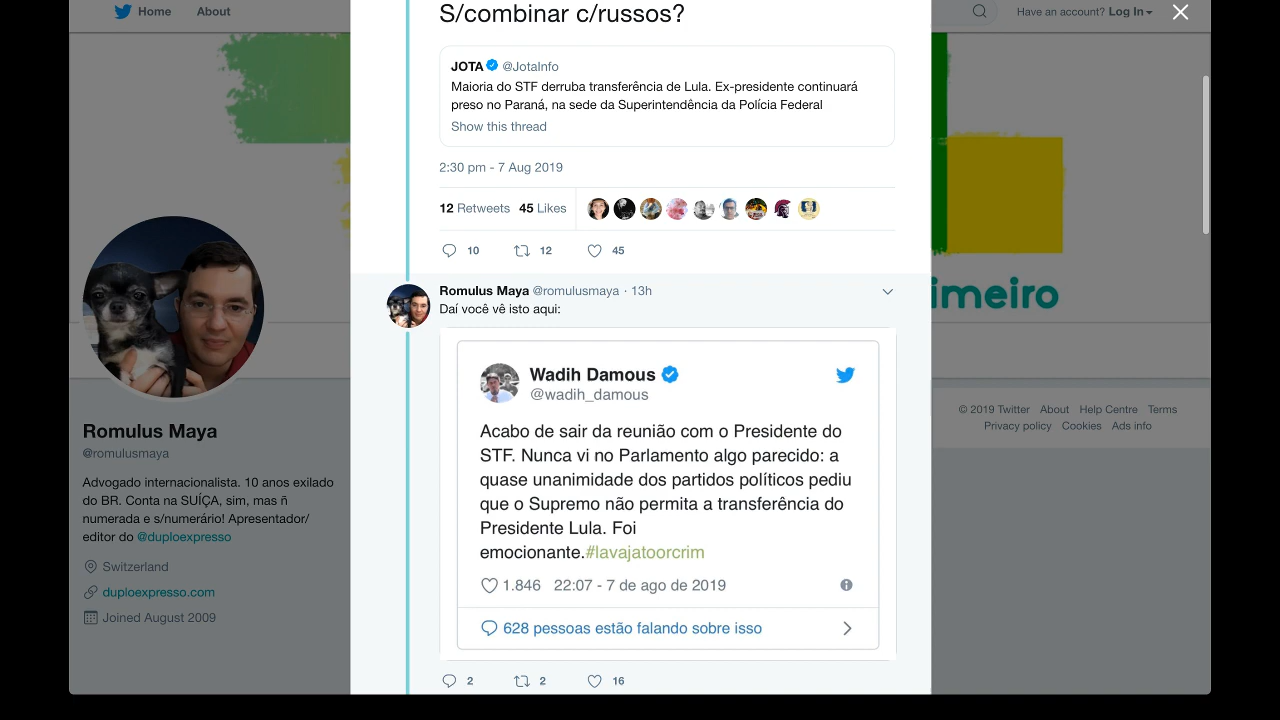 Home About
Have an account? Log In
S/combinar c/russos?
JOTA @JotaInfo
Maioria do STF derruba transferência de Lula. Ex-presidente continuará
preso no Paraná, na sede da Superintendência da Polícia Federal
Show this thread
2:30 pm - 7 Aug 2019
12 Retweets 45 Likes
10 12 45
imeiro
Romulus Maya @romulusmaya · 13h
Daí você vê isto aqui:
Wadih Damous
@wadih_damous
Acabo de sair da reunião com o Presidente do
STF. Nunca vi no Parlamento algo parecido: a
quase unanimidade dos partidos políticos pediu
que o Supremo não permita a transferência do
Presidente Lula. Foi
emocionante.#lavajatoorcrim
1.846 22:07 - 7 de ago de 2019
628 pessoas estão falando sobre isso
2 2 16
Romulus Maya
@romulusmaya
Advogado internacionalista. 10 anos exilado
do BR. Conta na SUÍÇA, sim, mas ñ
numerada e s/numerário! Apresentador/
editor do @duploexpresso
Switzerland
duploexpresso.com
Joined August 2009
© 2019 Twitter About Help Centre Terms
Privacy policy Cookies Ads info